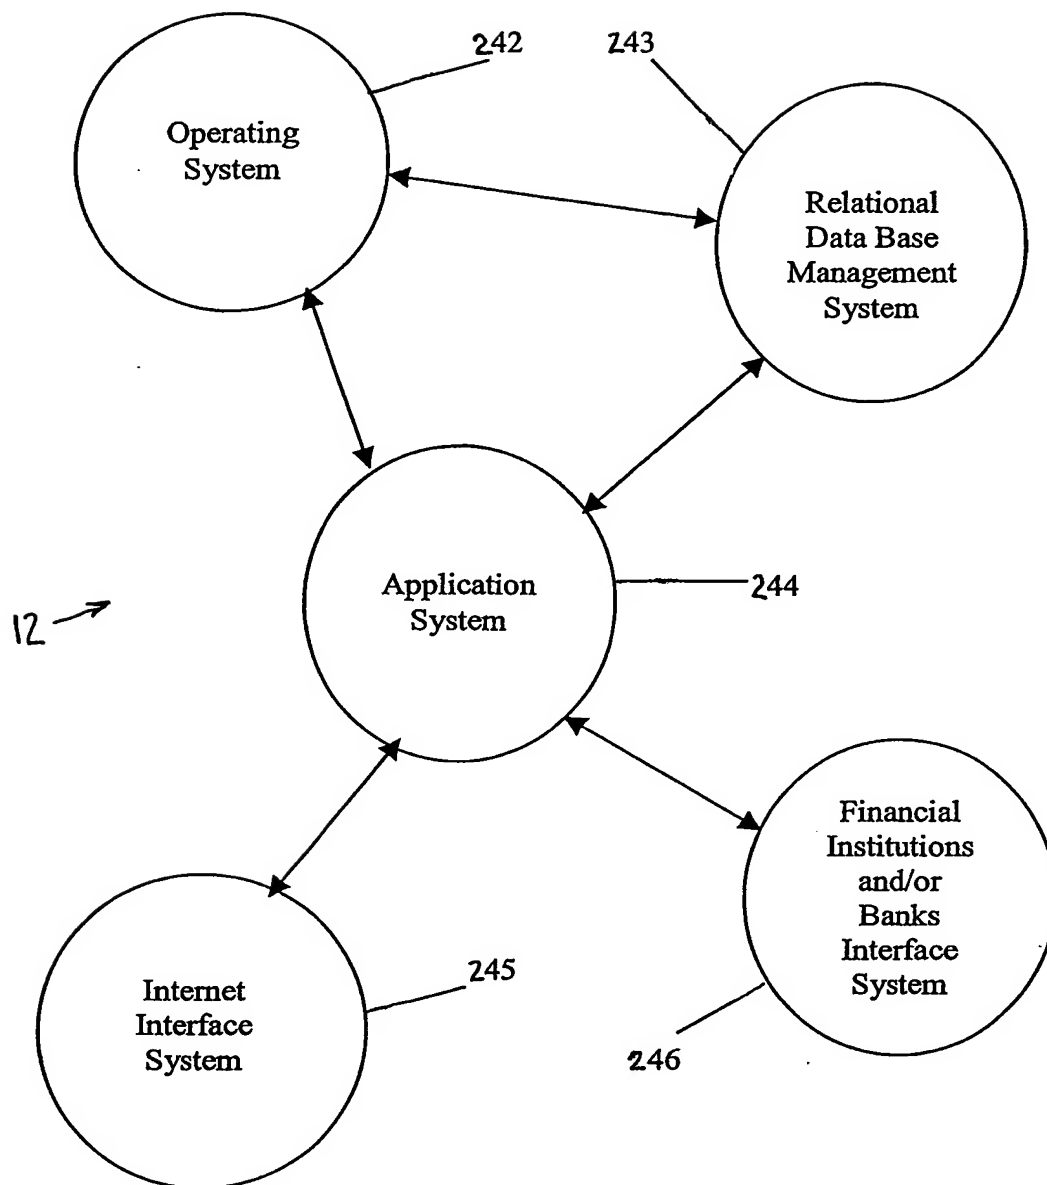 242
243
Operating
System
Relational
Data Base
Management
System
Application
System
244
12
Financial
Institutions
and/or
Banks
Interface
System
Internet
Interface
System
245
246